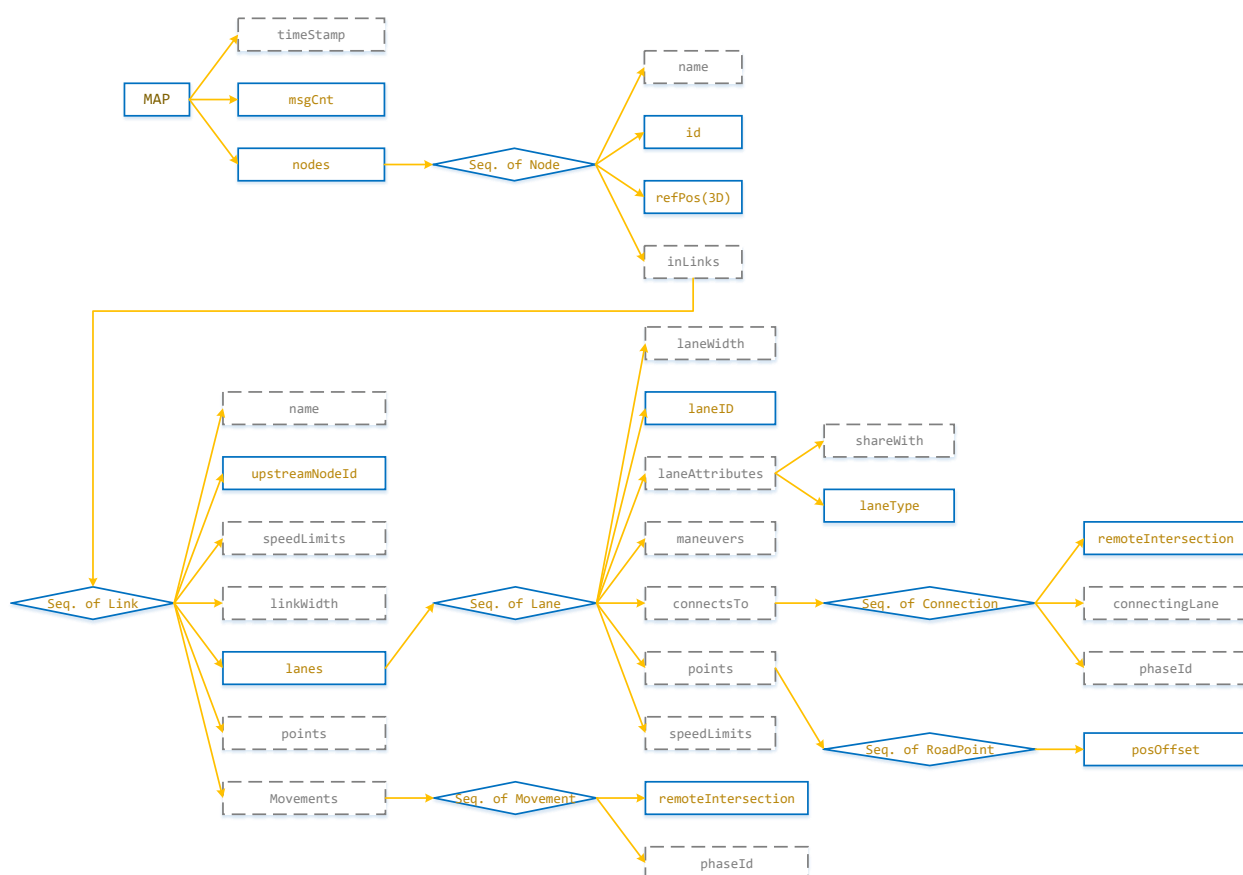 timeStamp
MAP
msgCnt
nodes
Seq. of Node
name
id
refPos(3D)
inLinks
Seq. of Link
name
upstreamNodeId
speedLimits
linkWidth
lanes
points
Movements
Seq. of Lane
laneWidth
laneID
laneAttributes
shareWith
laneType
maneuvers
connectsTo
Seq. of Connection
remoteIntersection
connectingLane
phaseId
points
Seq. of RoadPoint
posOffset
speedLimits
Seq. of Movement
remoteIntersection
phaseId